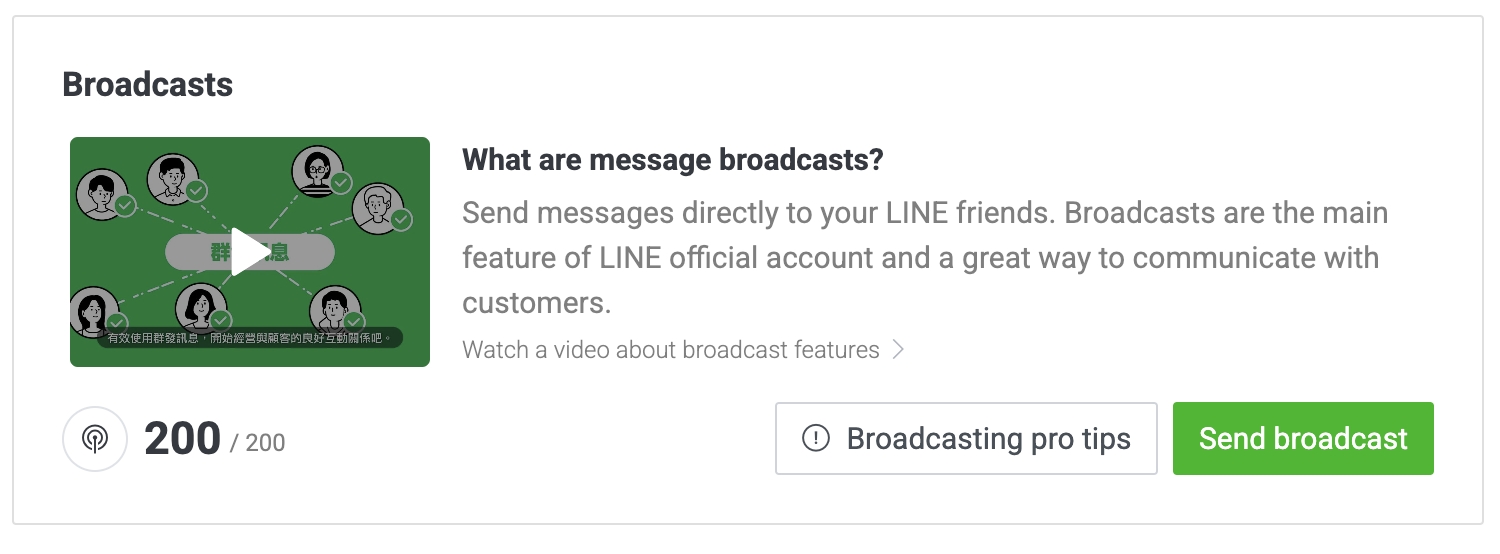 Broadcasts
群 息
有效使用群發訊息，開始經營與顧客的良好互動關係吧。
What are message broadcasts?
Send messages directly to your LINE friends. Broadcasts are the main
feature of LINE official account and a great way to communicate with
customers.
Watch a video about broadcast features
200 / 200
Broadcasting pro tips
Send broadcast